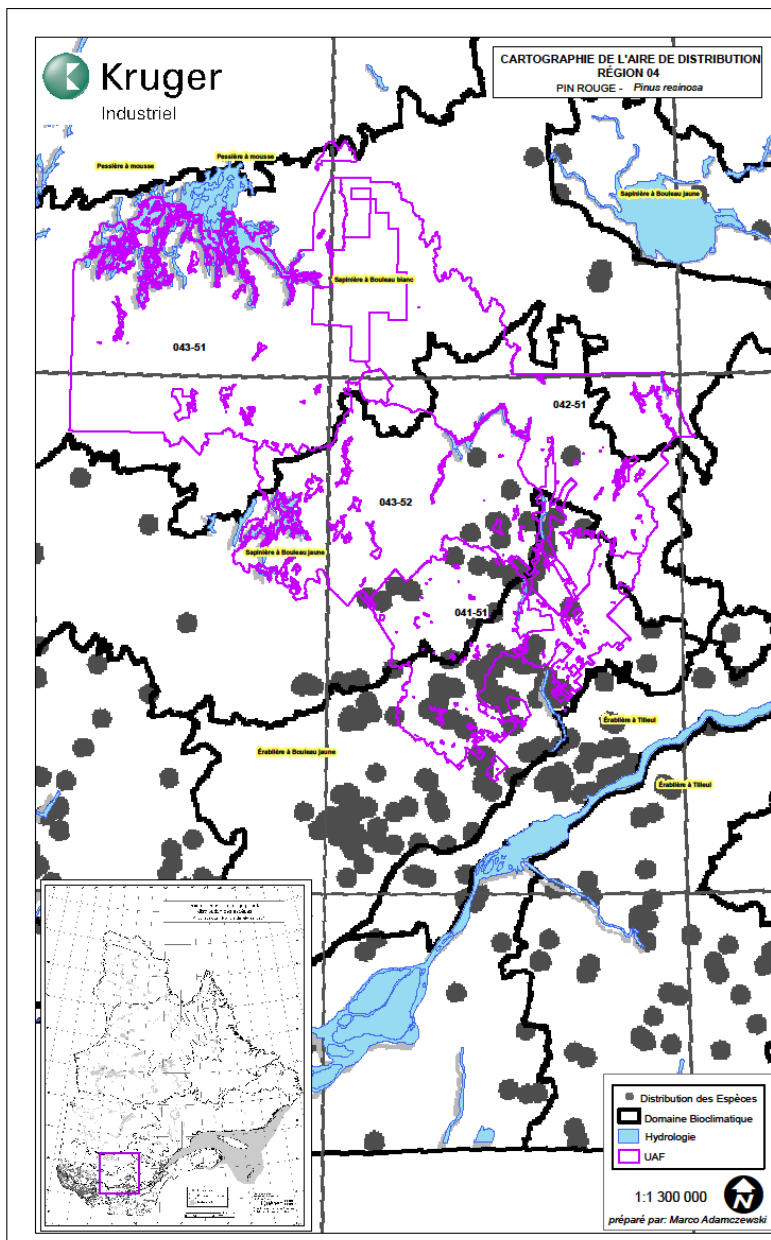 Kruger
Industriel
CARTOGRAPHIE DE L'AIRE DE DISTRIBUTION
RÉGION 04
PIN ROUGE - Pinus resinosa
Pessière à mousse
Pessière à mousse
Sapinière à Bouleau jaune
Sapinière à Bouleau blanc
043-51
042-51
043-52
Sapinière à Bouleau jaune
041-51
Érablière à Tilleul
Érablière à Bouleau jaune
Érablière à Tilleul
Distribution des Espèces
Domaine Bioclimatique
Hydrologie
UAF
1:1 300 000
N
préparé par: Marco Adamczewski